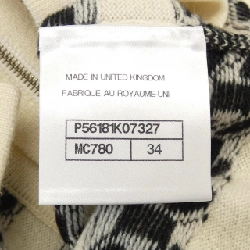 MADE IN UNITED KINGDOM
FABRIQUE AU ROYAUME-UNI
P56181K07327
MC780 34